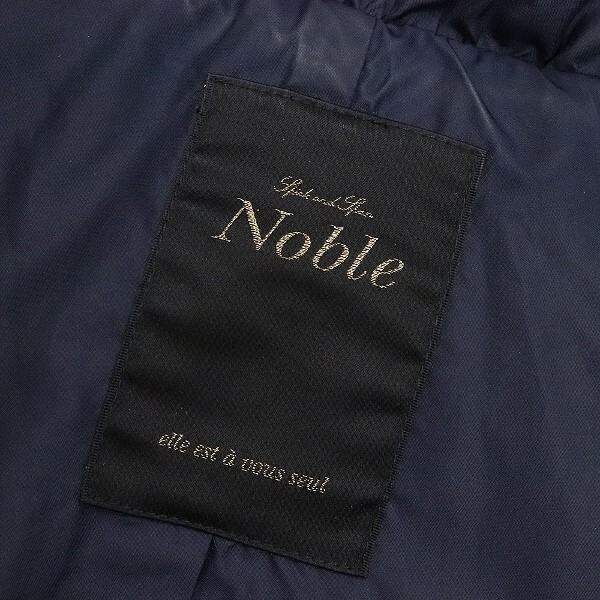 Spick and Span
Noble
elle est à vous seul